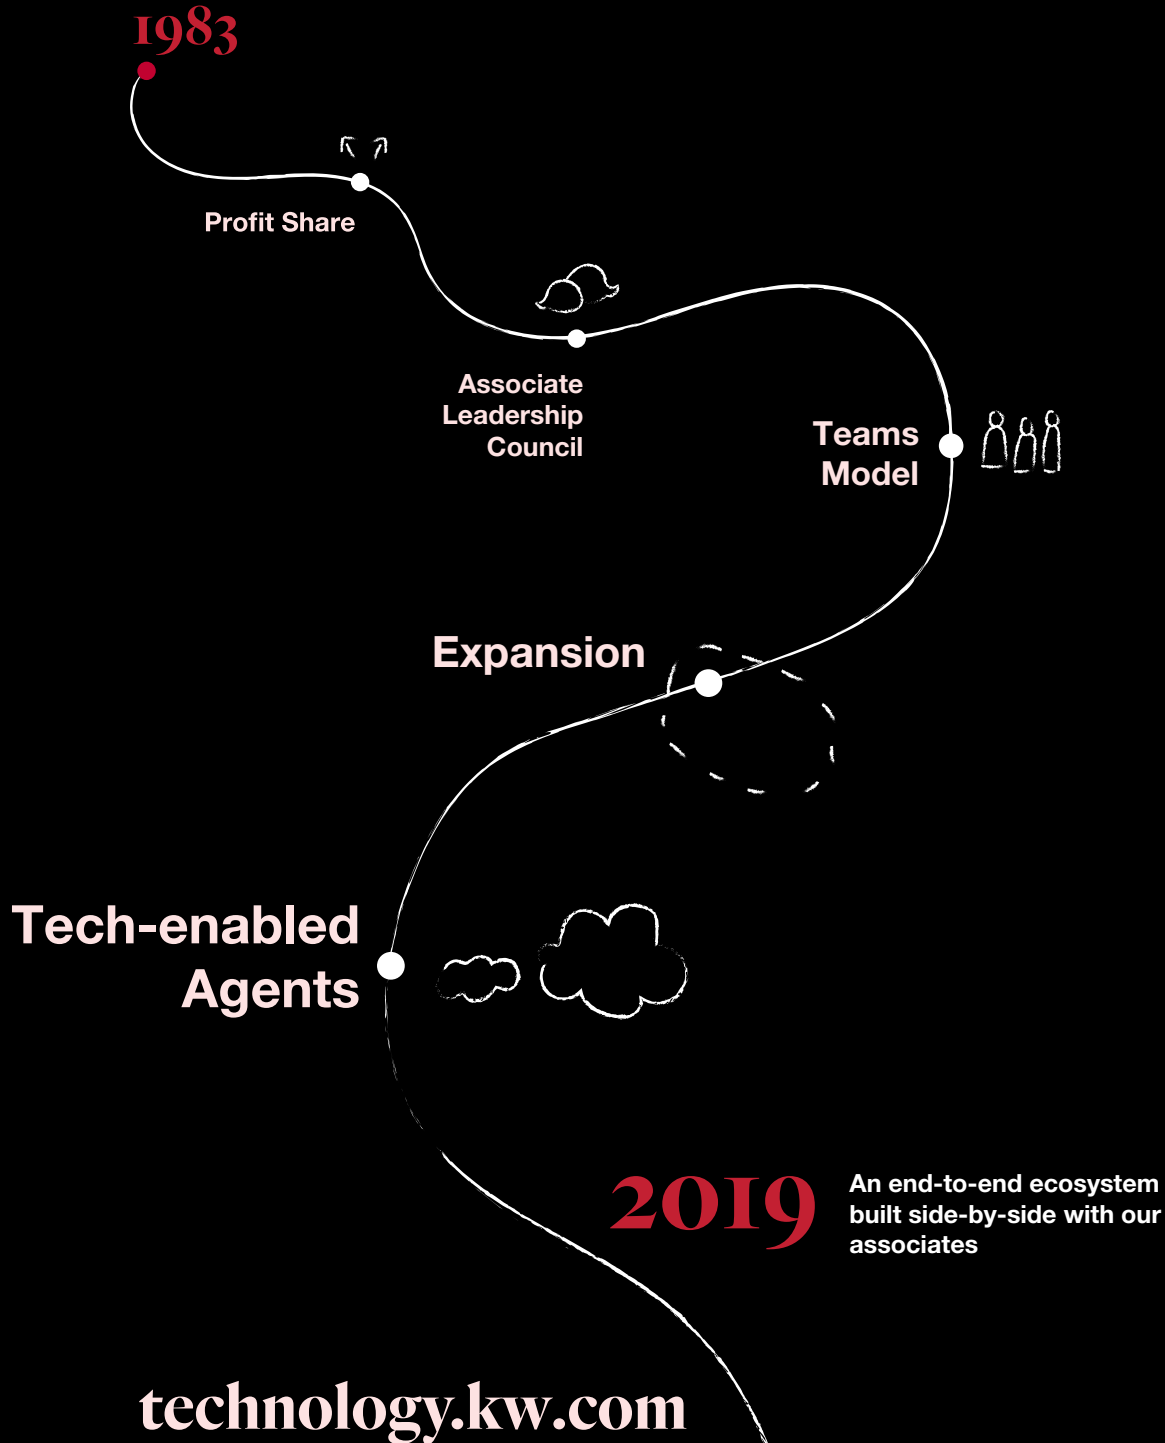 1983
Profit Share
Associate
Leadership
Council
Teams
Model
Expansion
Tech-enabled
Agents
2019
An end-to-end ecosystem
built side-by-side with our
associates
technology.kw.com